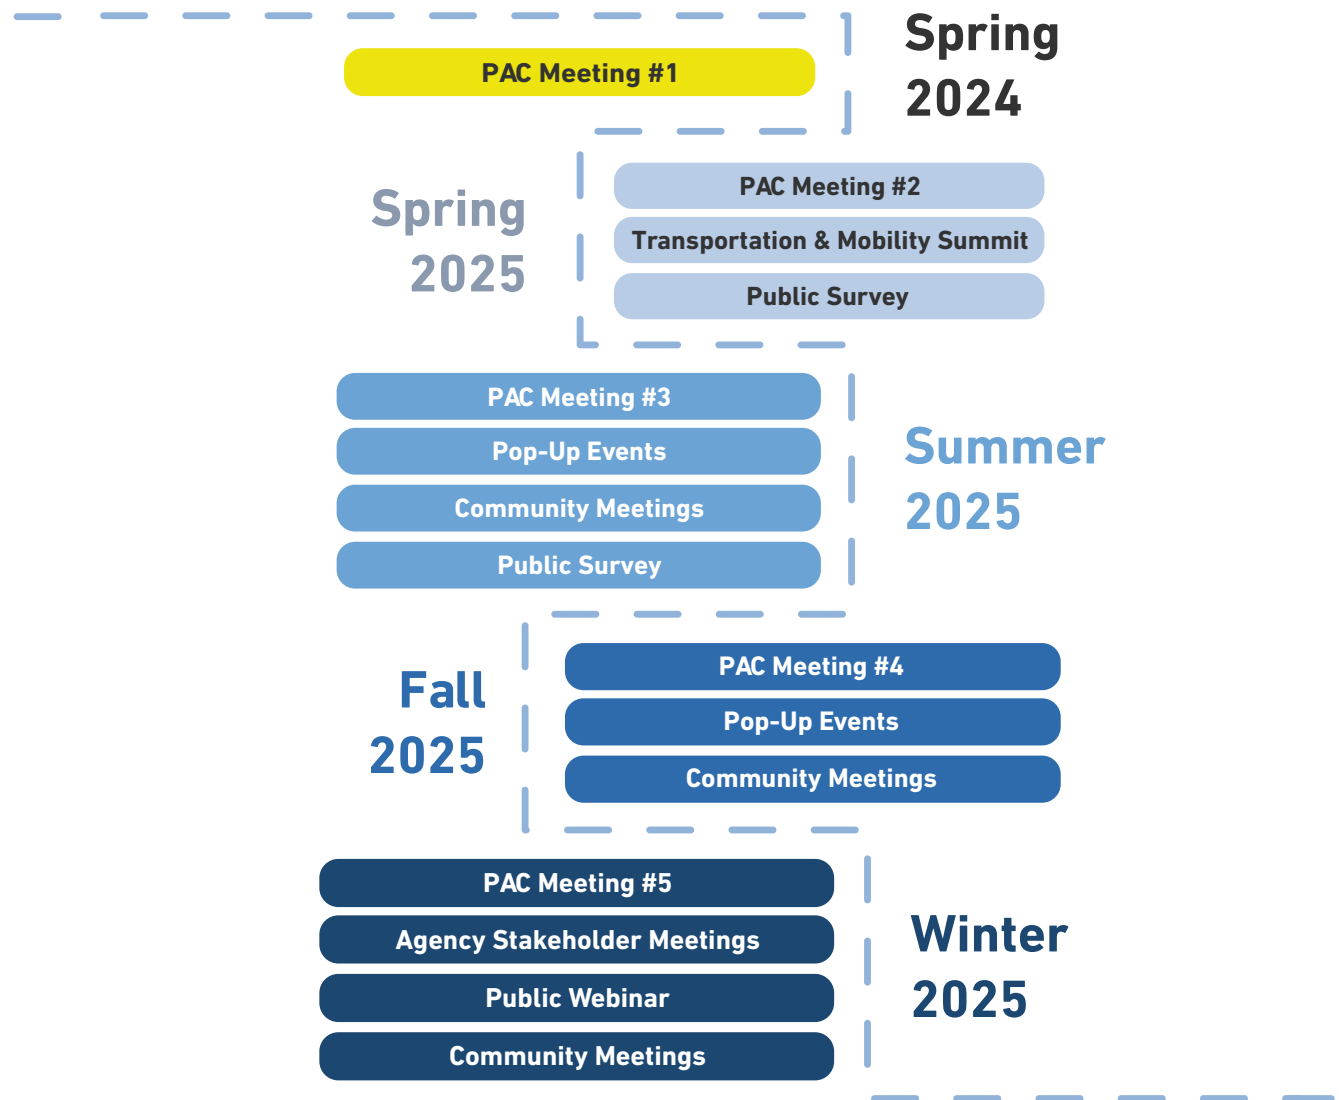 Spring
2024
PAC Meeting #1
Spring
2025
PAC Meeting #2
Transportation & Mobility Summit
Public Survey
Summer
2025
PAC Meeting #3
Pop-Up Events
Community Meetings
Public Survey
Fall
2025
PAC Meeting #4
Pop-Up Events
Community Meetings
Winter
2025
PAC Meeting #5
Agency Stakeholder Meetings
Public Webinar
Community Meetings